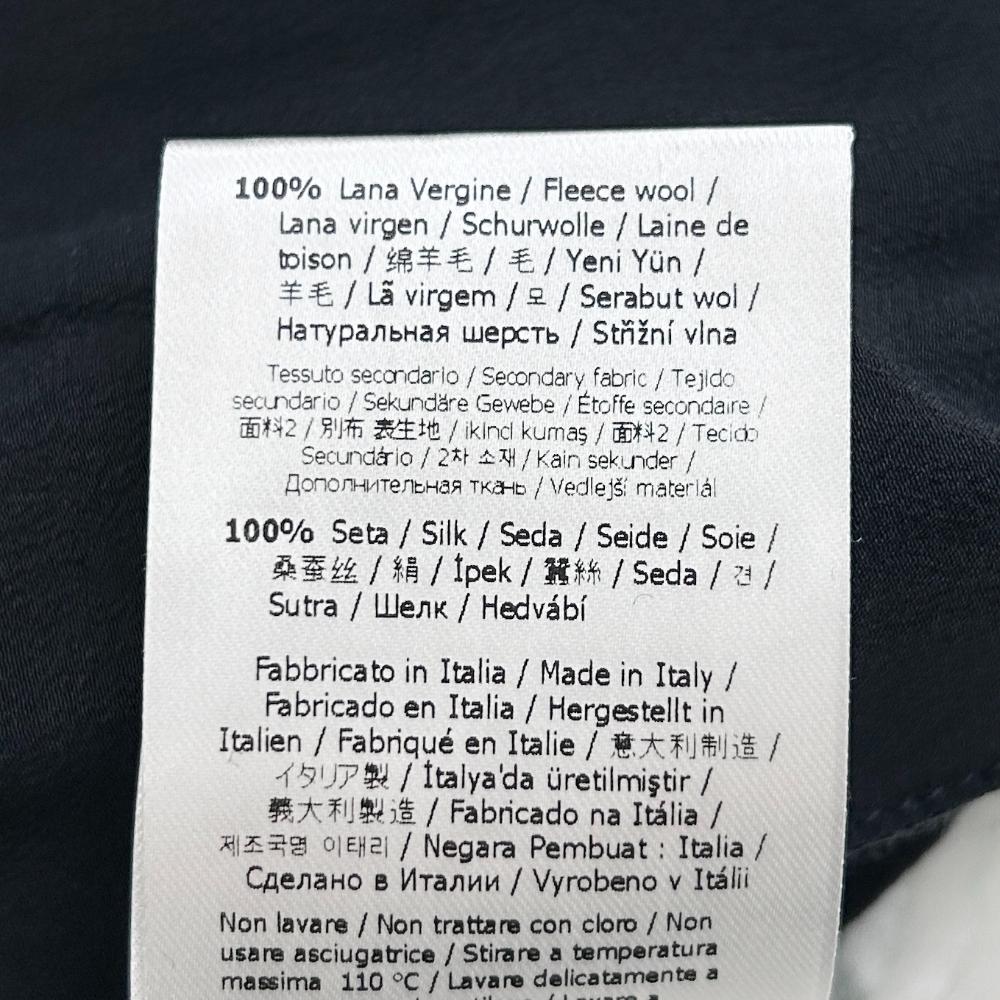 100% Lana Vergine / Fleece wool /
Lana virgen / Schurwolle / Laine de
toison / 绵羊毛 / 毛 / Yeni Yün /
羊毛 / Lã virgem / 모 / Serabut wol /
Натуральная шерсть / Střižní vlna
Tessuto secondario / Secondary fabric / Tejido
secundario / Sekundäre Gewebe / Étoffe secondaire /
面料2 / 別布 表生地 / ikinci kumaş / 面料2 / Tecido
Secundário / 2차 소재 / Kain sekunder /
Дополнительная ткань / Vedlejší materiál
100% Seta / Silk / Seda / Seide / Soie /
桑蚕丝 / 絹 / İpek / 蠶絲 / Seda / 견 /
Sutra / Шелк / Hedvábí
Fabbricato in Italia / Made in Italy /
Fabricado en Italia / Hergestellt in
Italien / Fabriqué en Italie / 意大利制造 /
イタリア製 / İtalya'da üretilmiştir /
義大利製造 / Fabricado na Itália /
제조국명 이태리 / Negara Pembuat : Italia /
Сделано в Италии / Vyrobeno v Itálii
Non lavare / Non trattare con cloro / Non
usare asciugatrice / Stirare a temperatura
massima 110 °C / Lavare delicatamente a